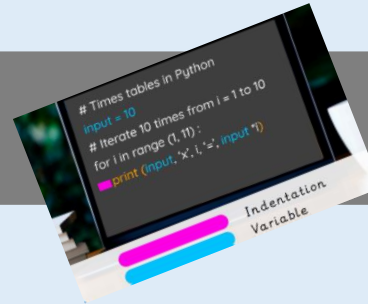 # Times tables in Python
input = 10
# Iterate 10 times from i = 1 to 10
for i in range (1, 11) :
print (input, 'x', i, '=', input *i)
Indentation
Variable